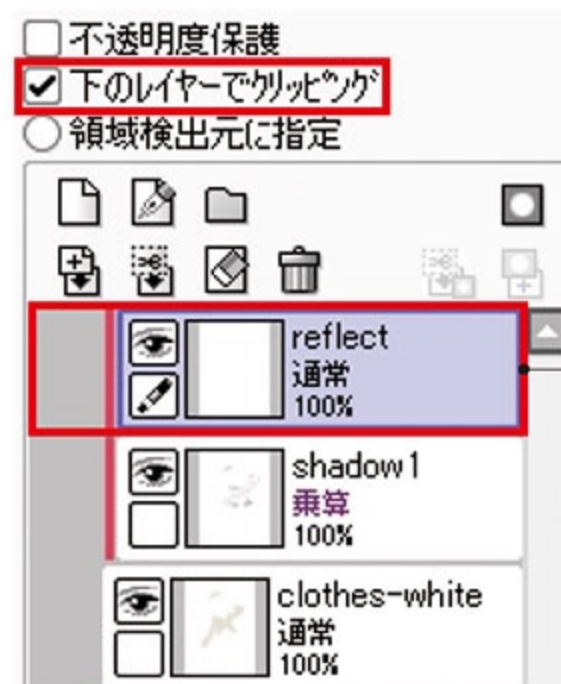 不透明度保護
下のレイヤーでクリッピング
領域検出元に指定
reflect
通常
100%
shadow1
乗算
100%
clothes-white
通常
100%